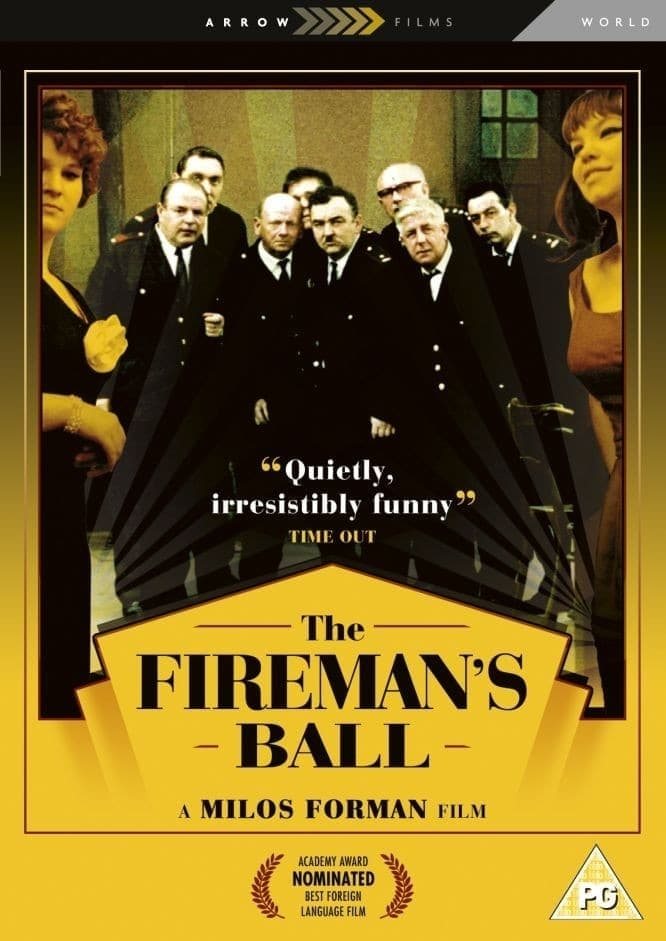 ARROW FILMS WORLD
“Quietly,
irresistibly funny”
TIME OUT
The
FIREMAN'S
BALL
A MILOS FORMAN FILM
ACADEMY AWARD
NOMINATED
BEST FOREIGN
LANGUAGE FILM
PG